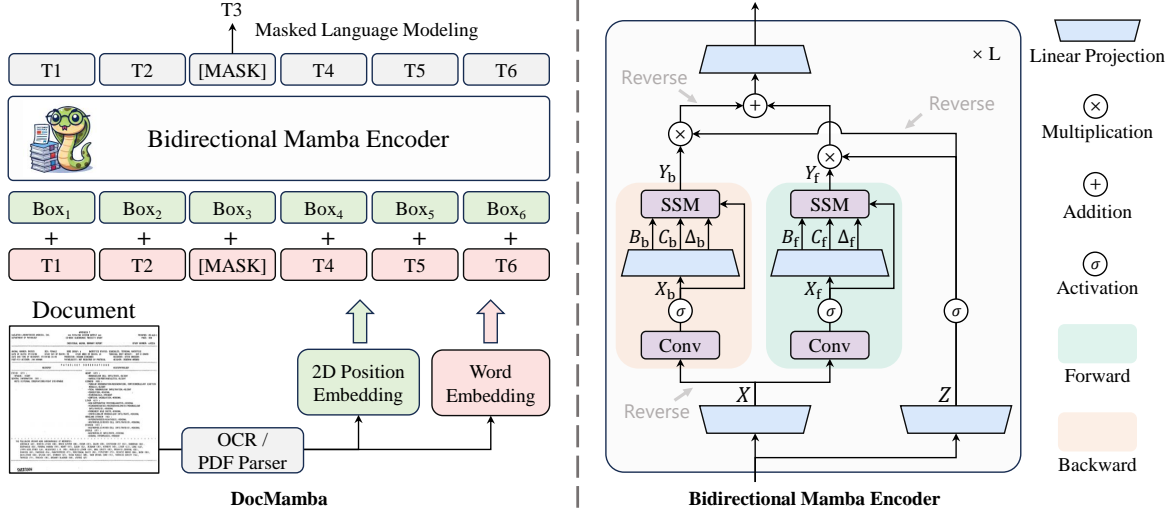 T3
Masked Language Modeling
T1 T2 [MASK] T4 T5 T6
Bidirectional Mamba Encoder
Box1 Box2 Box3 Box4 Box5 Box6
+ + + + + +
T1 T2 [MASK] T4 T5 T6
Document
2D Position
Embedding
Word
Embedding
OCR /
PDF Parser
DocMamba
× L
Reverse
Reverse
+
×
×
Yb
Yf
SSM
SSM
Bb Cb Δb
Bf Cf Δf
Xb
Xf
σ
σ
σ
Conv
Conv
Reverse
X
Z
Bidirectional Mamba Encoder
Linear Projection
×
Multiplication
+
Addition
σ
Activation
Forward
Backward